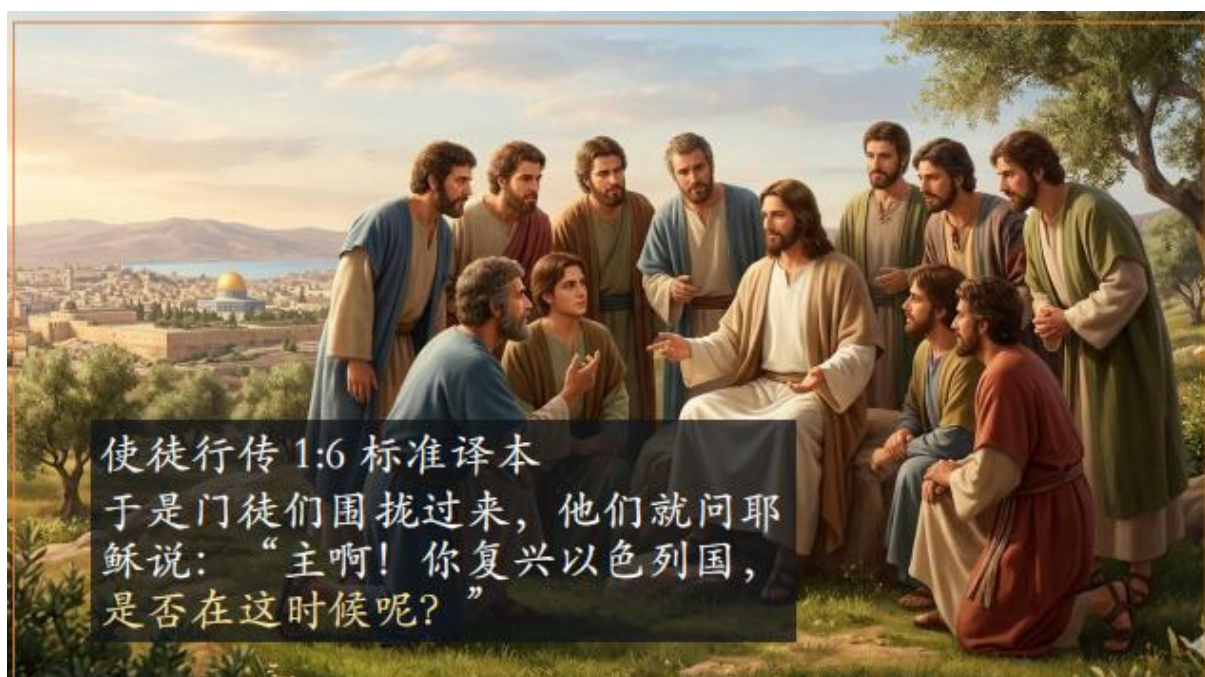 使徒行传 1:6 标准译本
于是门徒们围拢过来，他们就问耶
稣说：“主啊！你复兴以色列国，
是否在这时候呢？”